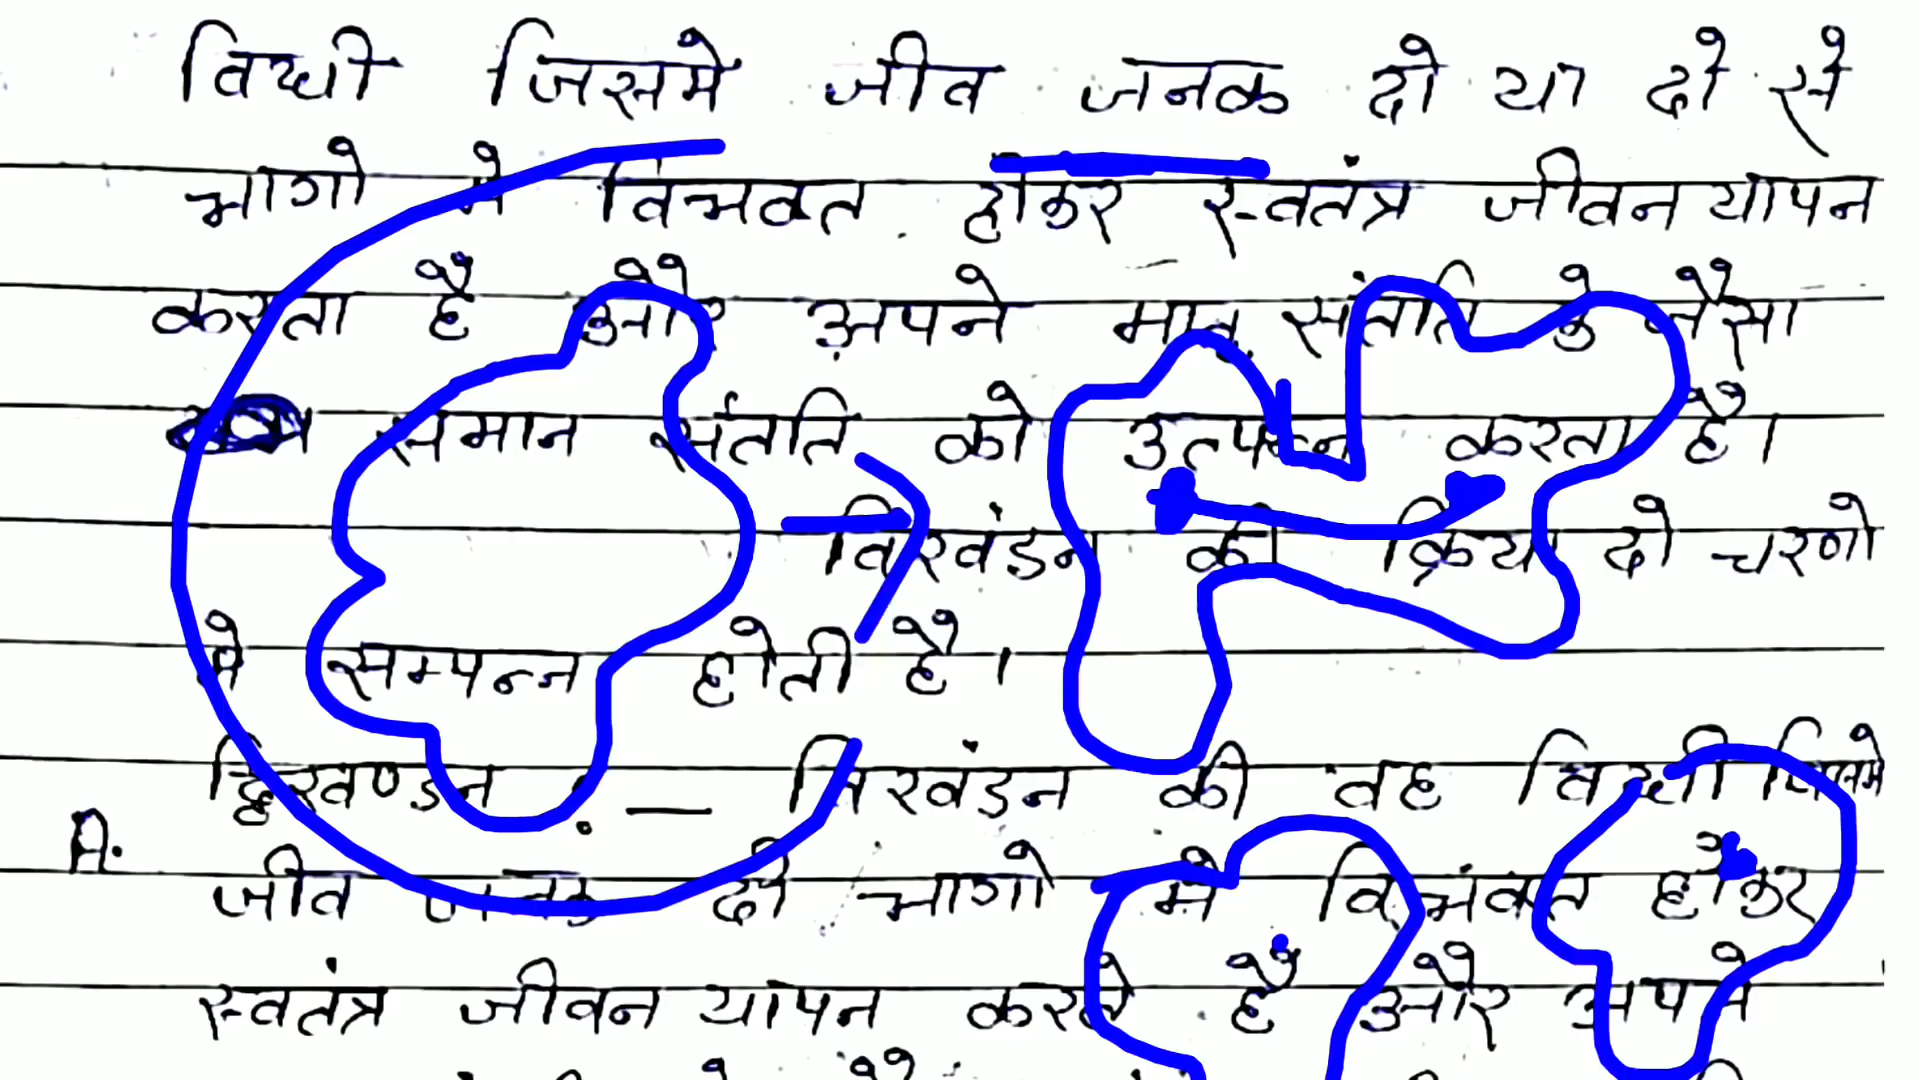 विधी जिसमे जीव जनक दो या दो से
भागो मे विभक्त होकर स्वतंत्र जीवन यापन
करता है और अपने मातृ संतति के जैसा
समान संतति को उत्पन्न करता है।
विखंडन की क्रिया दो चरणो
मे सम्पन्न होती है।
द्विखण्डन :— विखंडन की वह विधी जिसमे
जीव जनक दो भागो मे विभंक्त होकर
स्वतंत्र जीवन यापन करते है और अपने